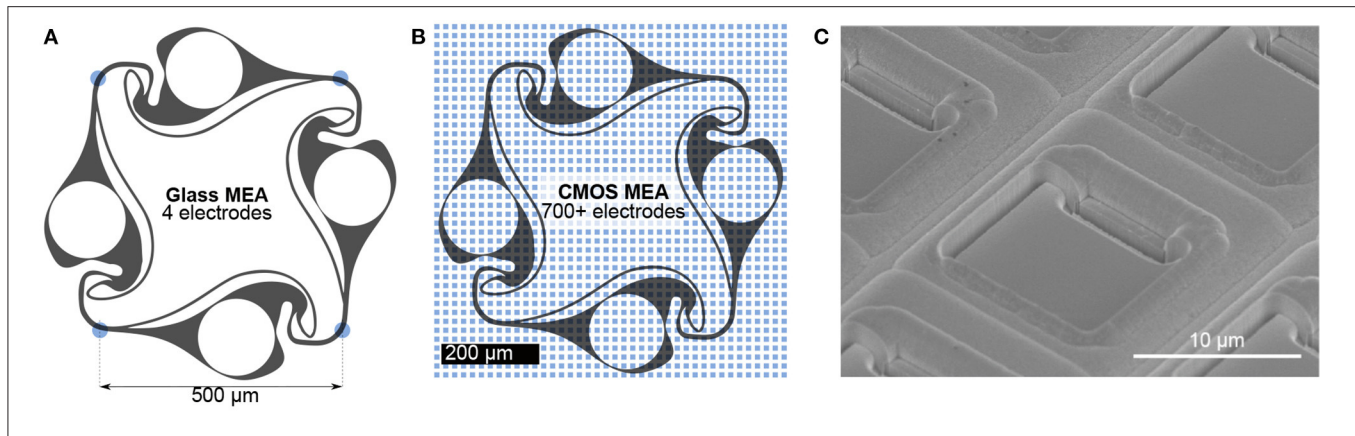 A
Glass MEA
4 electrodes
500 µm
B
CMOS MEA
700+ electrodes
200 µm
C
10 µm